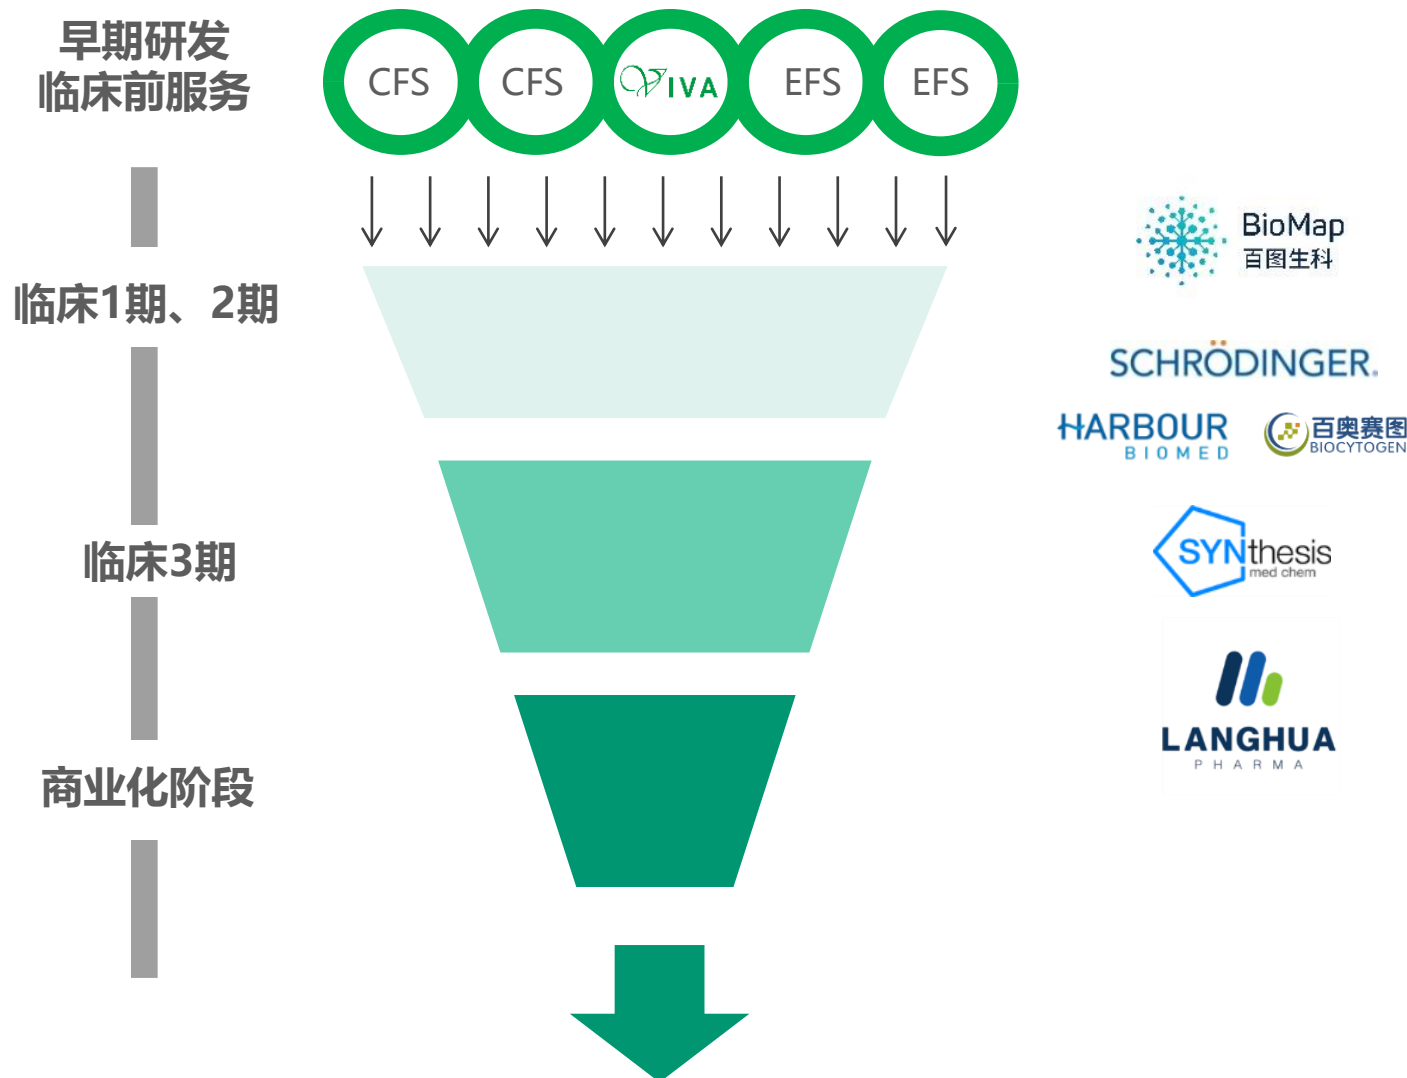 早期研发
临床前服务
CFS
CFS
VIVA
EFS
EFS
BioMap
百图生科
临床1期、2期
SCHRÖDINGER.
HARBOUR
BIOMED
百奥赛图
BIOCYTOGEN
临床3期
SYNthesis
med chem
LANGHUA
PHARMA
商业化阶段